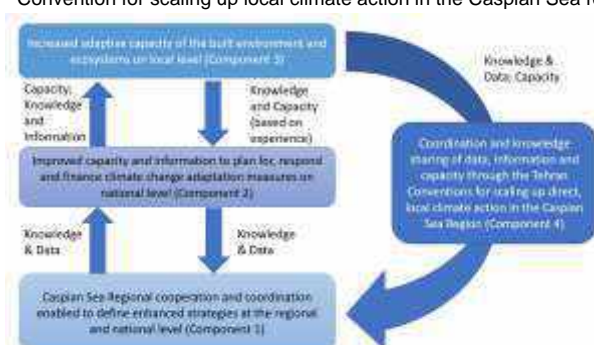 Convention for scaling up local climate action in the Caspian Sea
Increased adaptive capacity of the built environment and
ecosystems on local level (Component 3)
Capacity;
Knowledge
and
Information
Knowledge
and Capacity
(based on
experience)
Knowledge &
Data; Capacity
Improved capacity and information to plan for, respond
and finance climate change adaptation measures on
national level (Component 2)
Coordination and knowledge
sharing of data, information and
capacity through the Tehran
Conventions for scaling up direct,
local climate action in the Caspian
Sea Region (Component 4)
Knowledge
& Data
Knowledge
& Data
Caspian Sea Regional cooperation and coordination
enabled to define enhanced strategies at the regional
and national level (Component 1)